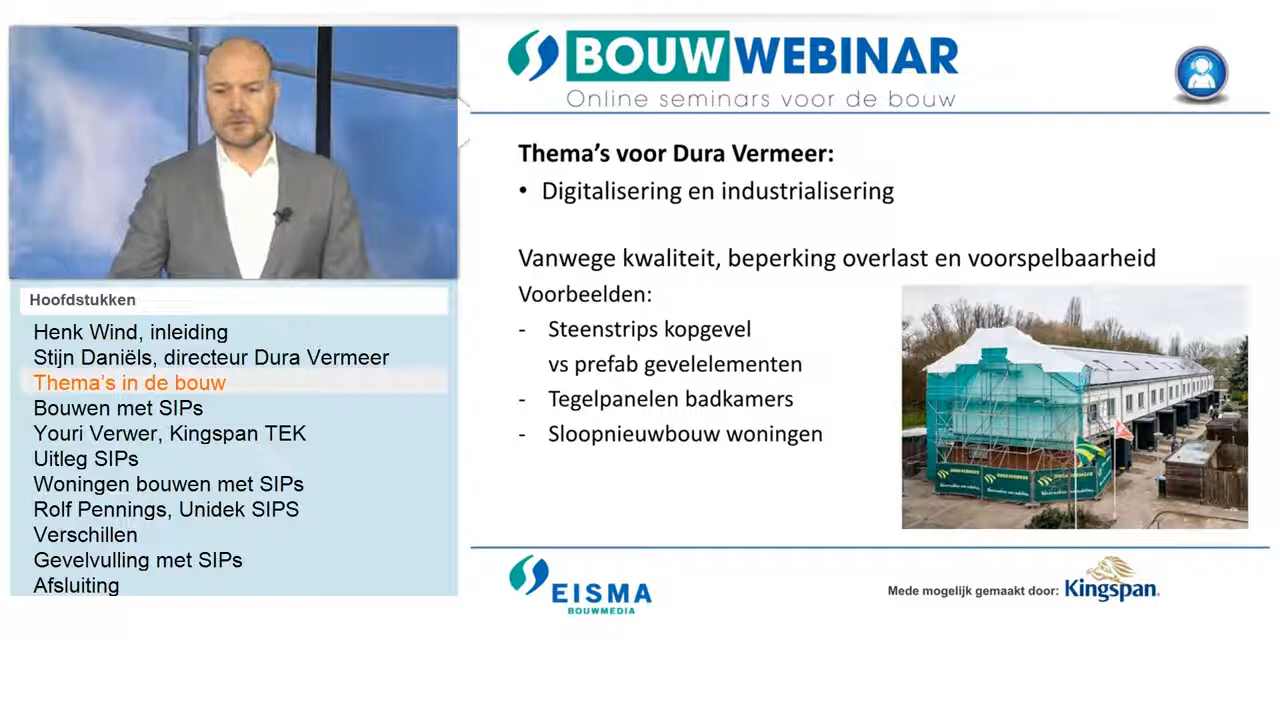 BOUWWEBINAR
Online seminars voor de bouw
Thema's voor Dura Vermeer:
• Digitalisering en industrialisering
Vanwege kwaliteit, beperking overlast en voorspelbaarheid
Voorbeelden:
- Steenstrips kopgevel
vs prefab gevelelementen
- Tegelpanelen badkamers
- Sloopnieuwbouw woningen
Hoofdstukken
Henk Wind, inleiding
Stijn Daniëls, directeur Dura Vermeer
Thema's in de bouw
Bouwen met SIPs
Youri Verwer, Kingspan TEK
Uitleg SIPs
Woningen bouwen met SIPs
Rolf Pennings, Unidek SIPS
Verschillen
Gevelvulling met SIPs
Afsluiting
EISMA
BOUWMEDIA
Mede mogelijk gemaakt door: Kingspan.